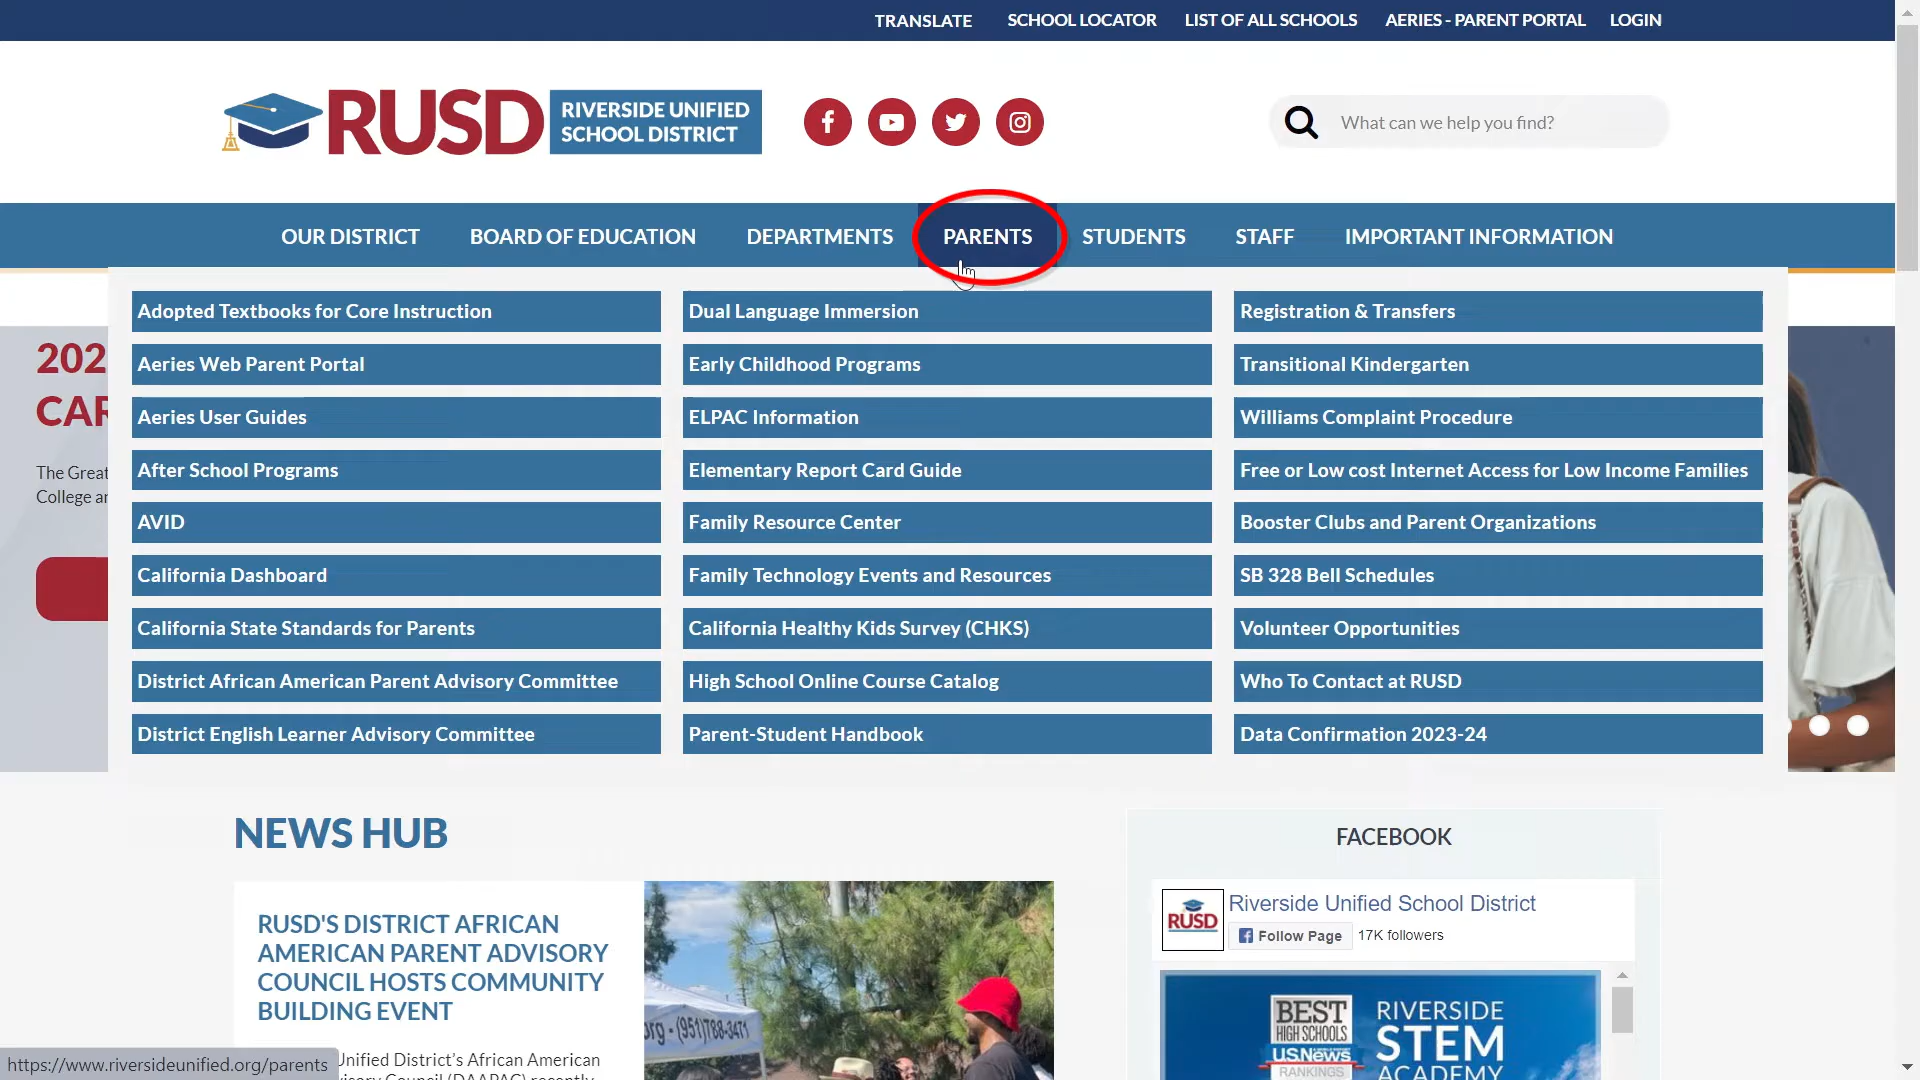 TRANSLATE SCHOOL LOCATOR LIST OF ALL SCHOOLS AERIES - PARENT PORTAL LOGIN
RUSD RIVERSIDE UNIFIED
SCHOOL DISTRICT
What can we help you find?
OUR DISTRICT BOARD OF EDUCATION DEPARTMENTS PARENTS STUDENTS STAFF IMPORTANT INFORMATION
Adopted Textbooks for Core Instruction
Aeries Web Parent Portal
Aeries User Guides
After School Programs
AVID
California Dashboard
California State Standards for Parents
District African American Parent Advisory Committee
District English Learner Advisory Committee
Dual Language Immersion
Early Childhood Programs
ELPAC Information
Elementary Report Card Guide
Family Resource Center
Family Technology Events and Resources
California Healthy Kids Survey (CHKS)
High School Online Course Catalog
Parent-Student Handbook
Registration & Transfers
Transitional Kindergarten
Williams Complaint Procedure
Free or Low cost Internet Access for Low Income Families
Booster Clubs and Parent Organizations
SB 328 Bell Schedules
Volunteer Opportunities
Who To Contact at RUSD
Data Confirmation 2023-24
202
CAR
The Great
College
NEWS HUB
RUSD'S DISTRICT AFRICAN
AMERICAN PARENT ADVISORY
COUNCIL HOSTS COMMUNITY
BUILDING EVENT
Unified District's African American
Council (DAAPAC) recently
org - (951)788-3471
FACEBOOK
RUSD
Riverside Unified School District
Follow Page 17K followers
BEST
HIGH SCHOOLS
U.S.News
RANKINGS
RIVERSIDE
STEM
ACADEMY
https://www.riversideunified.org/parents